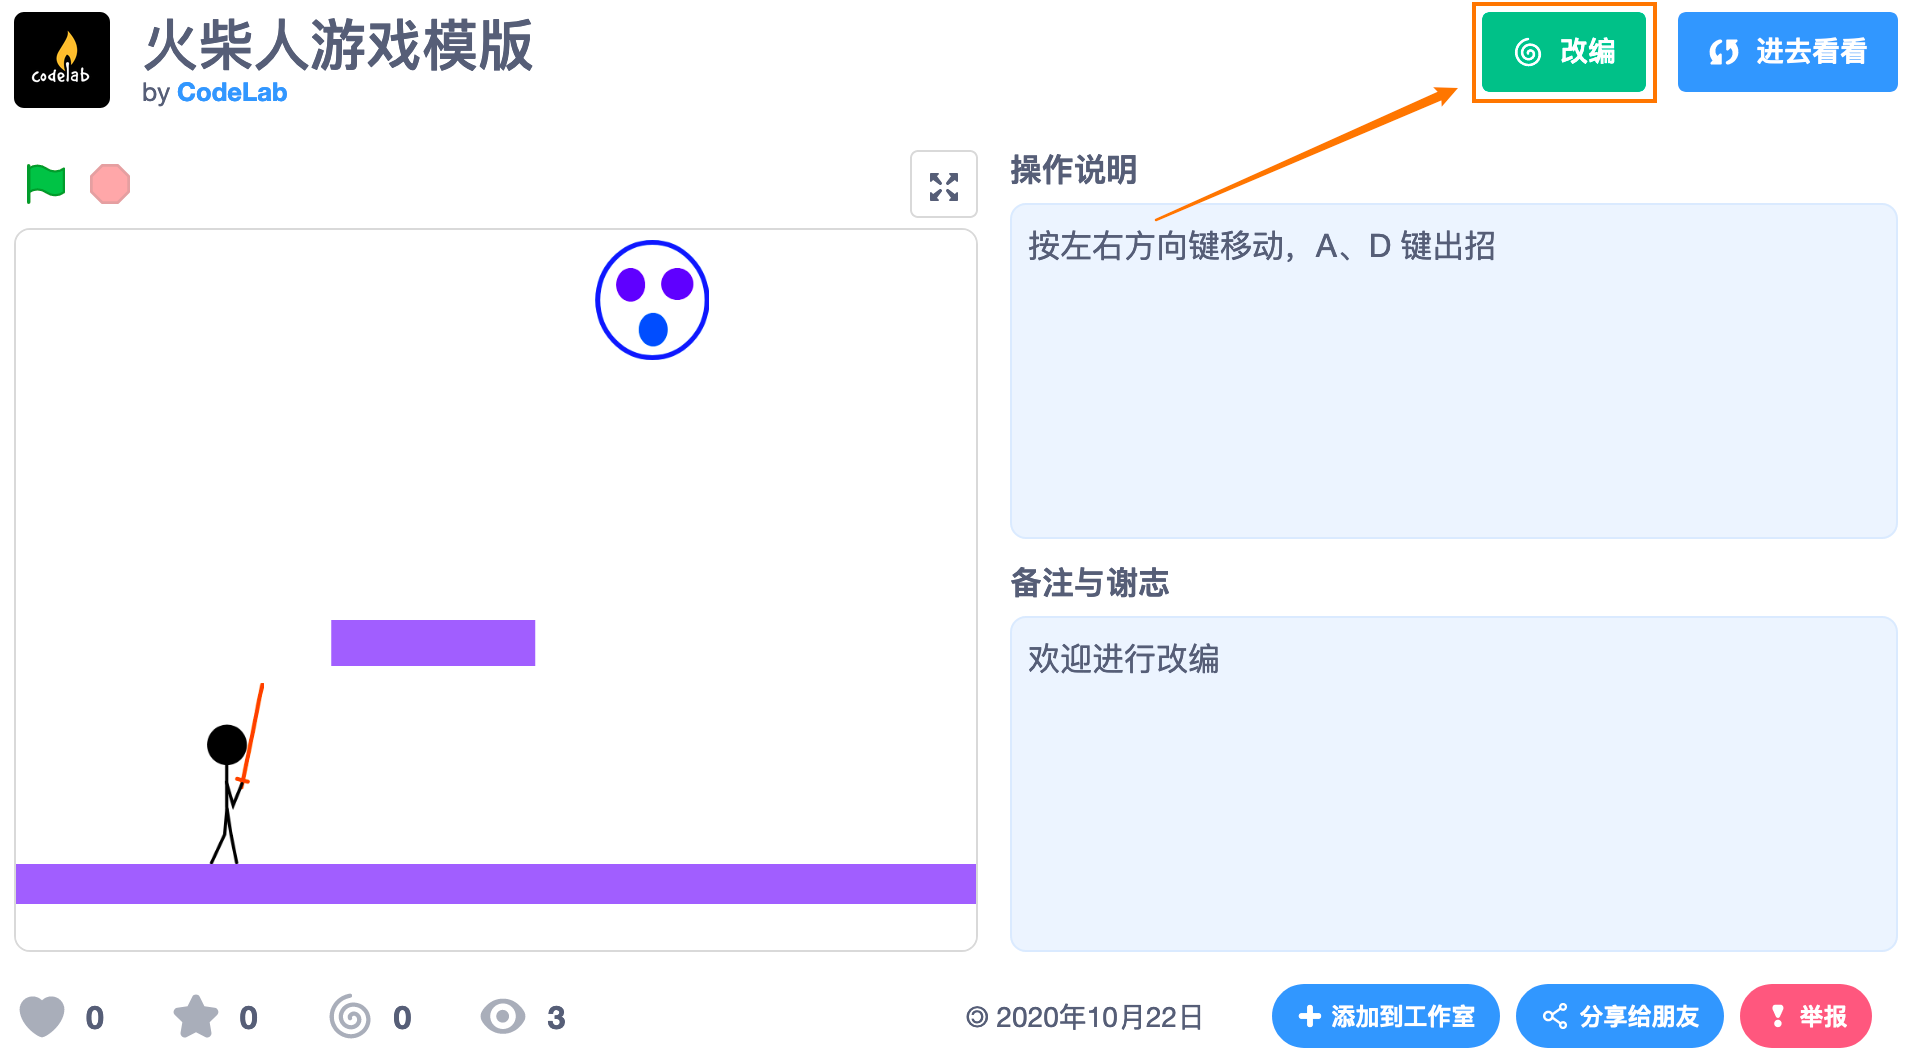 codelab
火柴人游戏模版
by CodeLab
改编
进去看看
操作说明
按左右方向键移动，A、D 键出招
备注与谢志
欢迎进行改编
0
0
0
3
2020年10月22日
添加到工作室
分享给朋友
举报